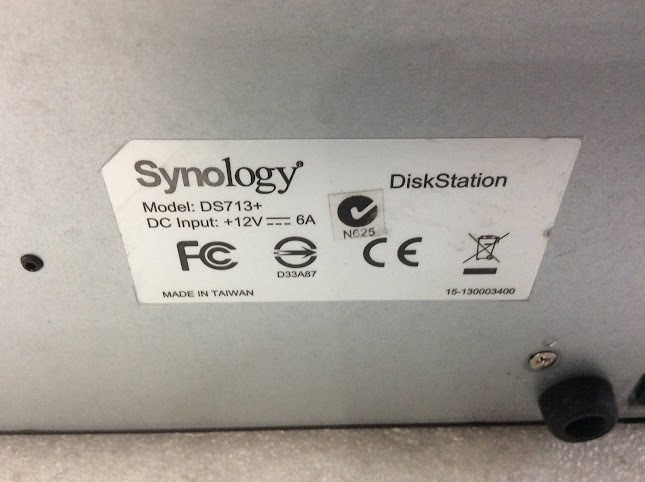 Synology®
DiskStation
Model: DS713+
DC Input: +12V⎓ 6A
N625
FC
D33A87
CE
MADE IN TAIWAN
15-130003400